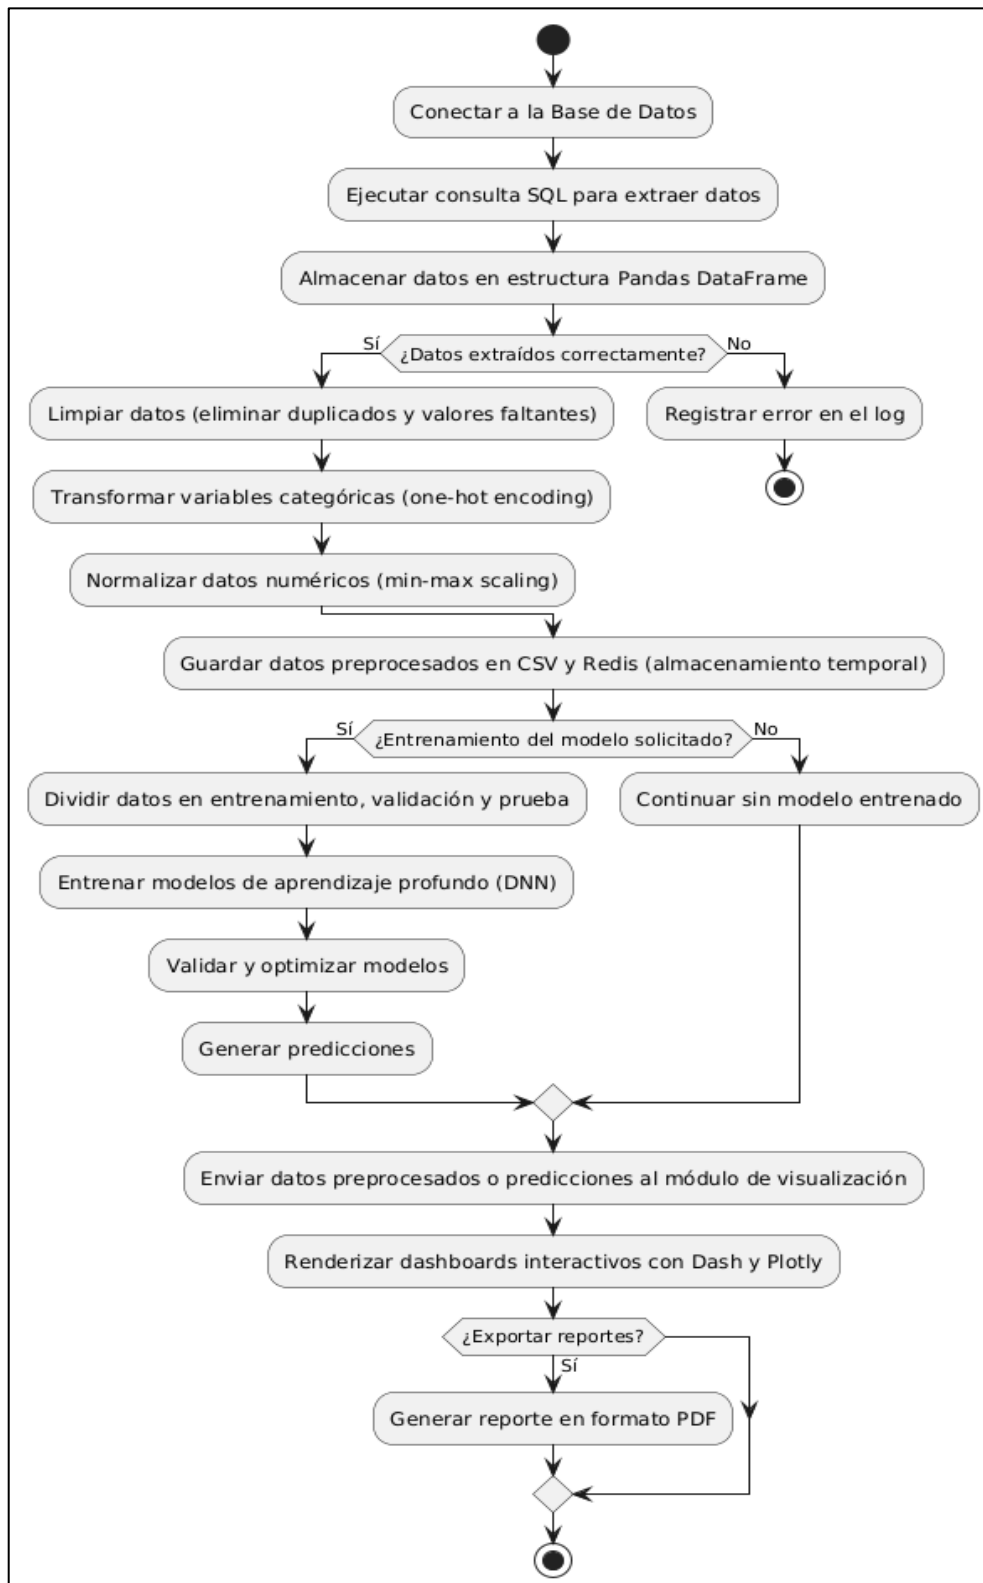 Conectar a la Base de Datos
Ejecutar consulta SQL para extraer datos
Almacenar datos en estructura Pandas DataFrame
¿Datos extraídos correctamente?
Sí
No
Limpiar datos (eliminar duplicados y valores faltantes)
Registrar error en el log
Transformar variables categóricas (one-hot encoding)
Normalizar datos numéricos (min-max scaling)
Guardar datos preprocesados en CSV y Redis (almacenamiento temporal)
¿Entrenamiento del modelo solicitado?
Sí
No
Dividir datos en entrenamiento, validación y prueba
Continuar sin modelo entrenado
Entrenar modelos de aprendizaje profundo (DNN)
Validar y optimizar modelos
Generar predicciones
Enviar datos preprocesados o predicciones al módulo de visualización
Renderizar dashboards interactivos con Dash y Plotly
¿Exportar reportes?
Sí
Generar reporte en formato PDF